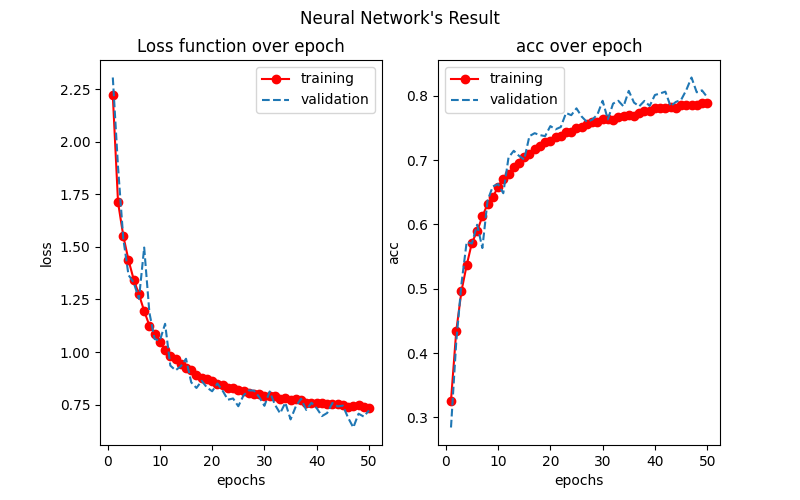 Neural Network's Result
Loss function over epoch
training
validation
2.25
2.00
1.75
1.50
1.25
1.00
0.75
loss
0 10 20 30 40 50
epochs
acc over epoch
training
validation
0.8
0.7
0.6
0.5
0.4
0.3
acc
0 10 20 30 40 50
epochs